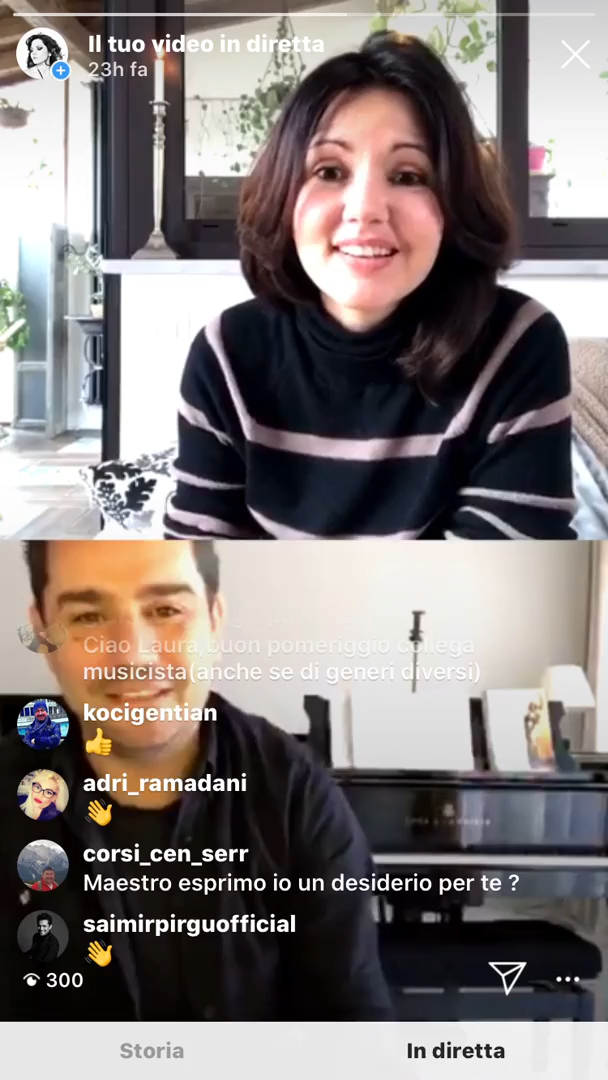 Il tuo video in diretta
23h fa
Ciao Laura,buon pomeriggio collega
musicista(anche se di generi diversi)
kocigentian
👍
adri_ramadani
👋
corsi_cen_serr
Maestro esprimo io un desiderio per te ?
saimirpirguofficial
👋
300
Storia
In diretta